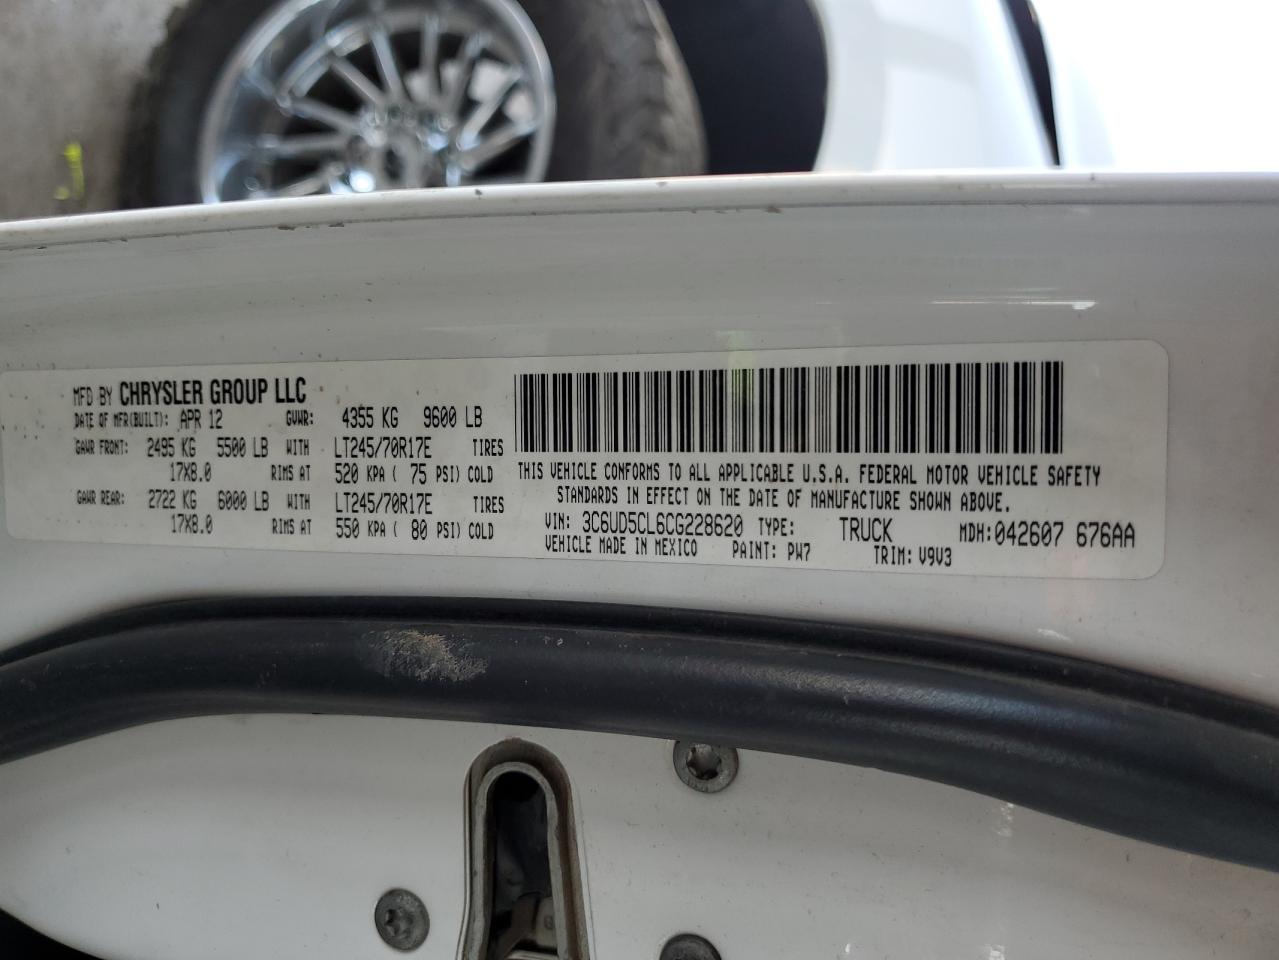 MFD BY CHRYSLER GROUP LLC
DATE OF MFR(BUILT): APR 12 GVWR: 4355 KG 9600 LB
GAWR FRONT: 2495 KG 5500 LB WITH LT245/70R17E TIRES
17X8.0 RIMS AT 520 KPA ( 75 PSI) COLD
GAWR REAR: 2722 KG 6000 LB WITH LT245/70R17E TIRES
17X8.0 RIMS AT 550 KPA ( 80 PSI) COLD
THIS VEHICLE CONFORMS TO ALL APPLICABLE U.S.A. FEDERAL MOTOR VEHICLE SAFETY
STANDARDS IN EFFECT ON THE DATE OF MANUFACTURE SHOWN ABOVE.
VIN: 3C6UD5CL6CG228620 TYPE: TRUCK MDH:042607 676AA
VEHICLE MADE IN MEXICO PAINT: PW7 TRIM: V9V3